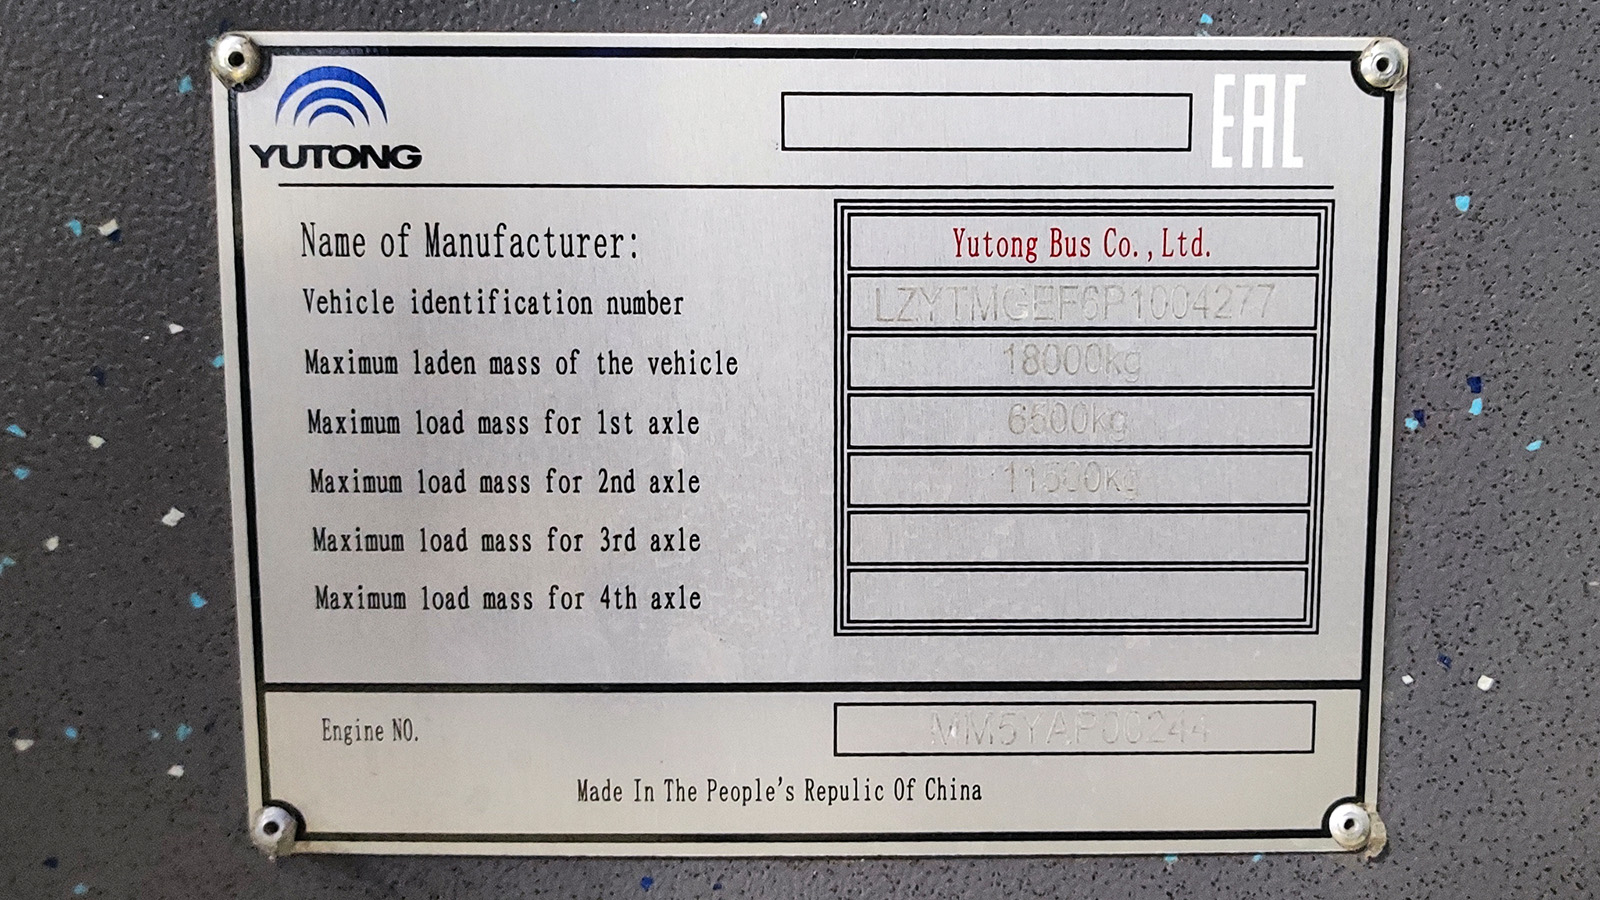 YUTONG
EAC
Name of Manufacturer: Yutong Bus Co.,Ltd.
Vehicle identification number LZYTMGEF6P1004277
Maximum laden mass of the vehicle 18000kg
Maximum load mass for 1st axle 6500kg
Maximum load mass for 2nd axle 11500kg
Maximum load mass for 3rd axle
Maximum load mass for 4th axle
Engine NO. MM5YAP00244
Made In The People's Repulic Of China